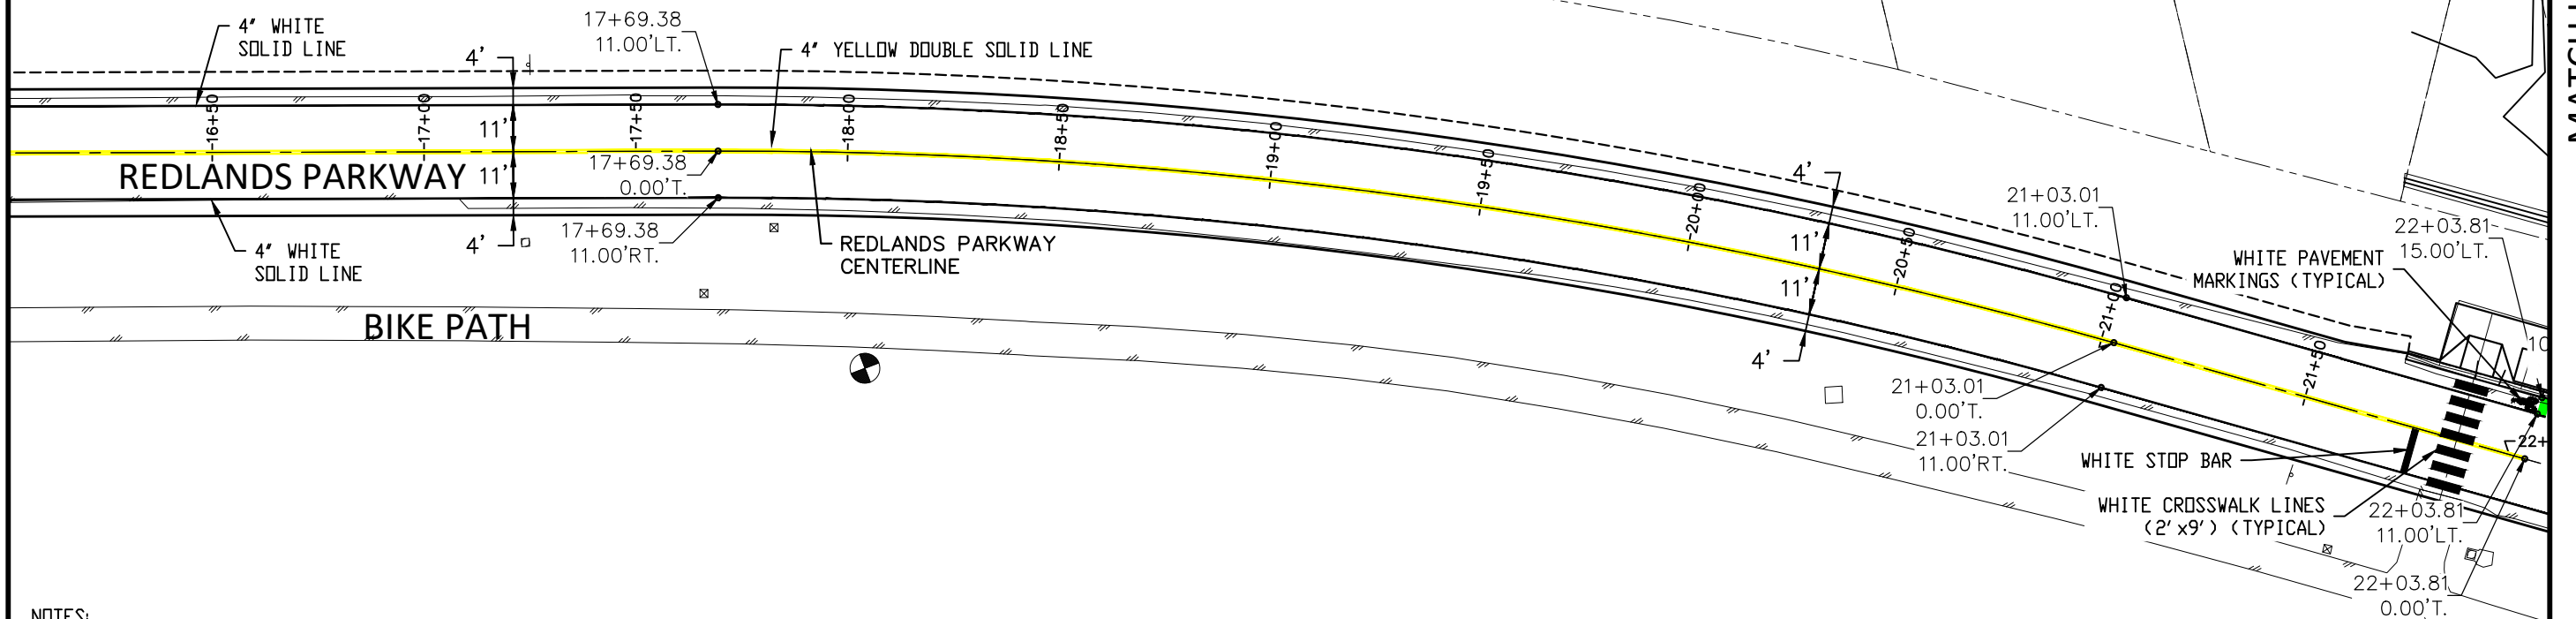 4" WHITE
SOLID LINE
17+69.38
11.00'LT.
4'
4" YELLOW DOUBLE SOLID LINE
16+50
17+00
17+50
18+00
18+50
19+00
19+50
20+00
20+50
21+00
21+50
11'
11'
REDLANDS PARKWAY
17+69.38
0.00'T.
4'
4" WHITE
SOLID LINE
17+69.38
11.00'RT.
REDLANDS PARKWAY
CENTERLINE
BIKE PATH
4'
11'
11'
4'
21+03.01
11.00'LT.
21+03.01
0.00'T.
21+03.01
11.00'RT.
22+03.81
15.00'LT.
WHITE PAVEMENT
MARKINGS (TYPICAL)
10
22+
WHITE STOP BAR
WHITE CROSSWALK LINES
(2'x9') (TYPICAL)
22+03.81
11.00'LT.
22+03.81
0.00'T.
NOTES: